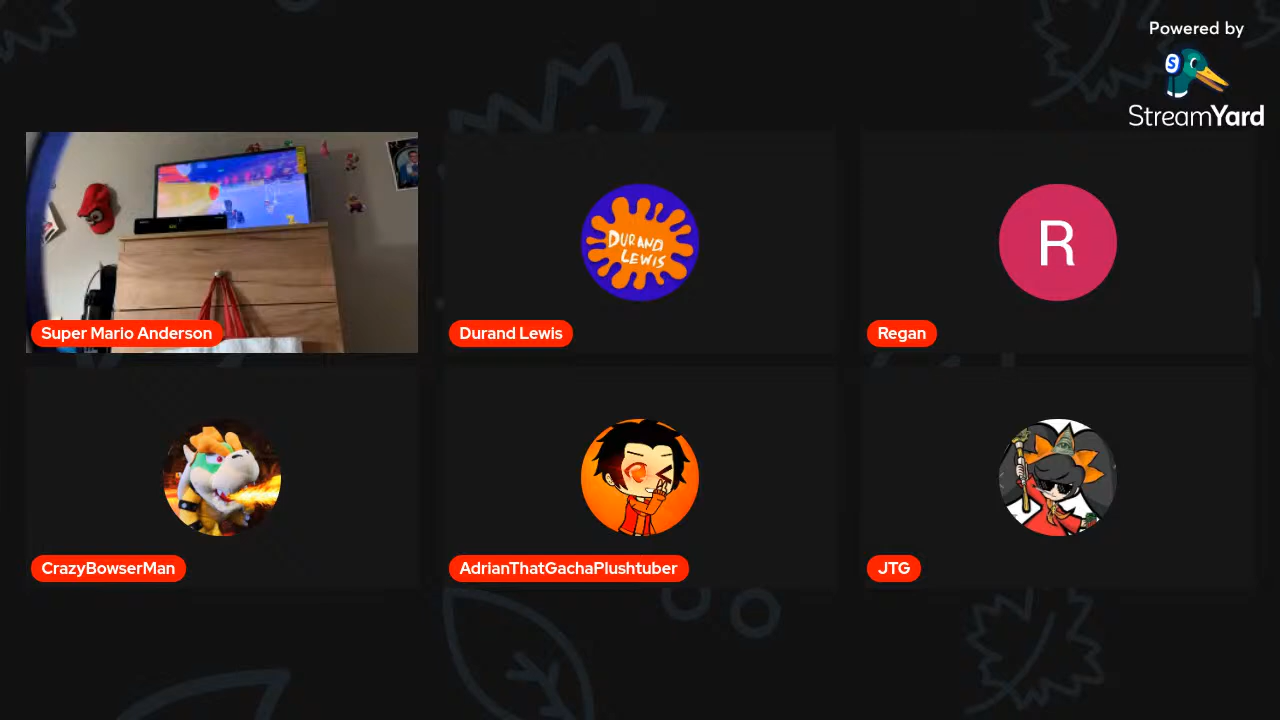 Powered by
S
StreamYard
Super Mario Anderson
DURAND
LEWIS
Durand Lewis
R
Regan
CrazyBowserMan
AdrianThatGachaPlushtuber
JTG